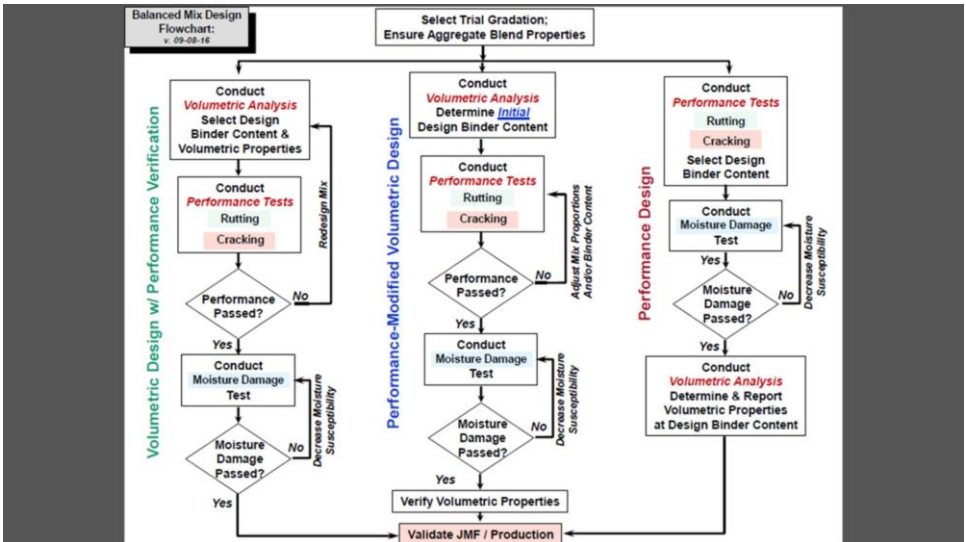 Balanced Mix Design
Flowchart:
v. 09-08-16
Select Trial Gradation;
Ensure Aggregate Blend Properties
Volumetric Design w/ Performance Verification
Conduct
Volumetric Analysis
Select Design
Binder Content &
Volumetric Properties
Conduct
Performance Tests
Rutting
Cracking
Redesign Mix
Performance
Passed?
No
Yes
Conduct
Moisture Damage
Test
Decrease Moisture
Susceptibility
Moisture
Damage
Passed?
No
Yes
Performance-Modified Volumetric Design
Conduct
Volumetric Analysis
Determine Initial
Design Binder Content
Conduct
Performance Tests
Rutting
Cracking
Adjust Mix Proportions
And/or Binder Content
Performance
Passed?
No
Yes
Conduct
Moisture Damage
Test
Decrease Moisture
Susceptibility
Moisture
Damage
Passed?
No
Yes
Verify Volumetric Properties
Performance Design
Conduct
Performance Tests
Rutting
Cracking
Select Design
Binder Content
Conduct
Moisture Damage
Test
Yes
Decrease Moisture
Susceptibility
Moisture
Damage
Passed?
No
Yes
Conduct
Volumetric Analysis
Determine & Report
Volumetric Properties
at Design Binder Content
Validate JMF / Production